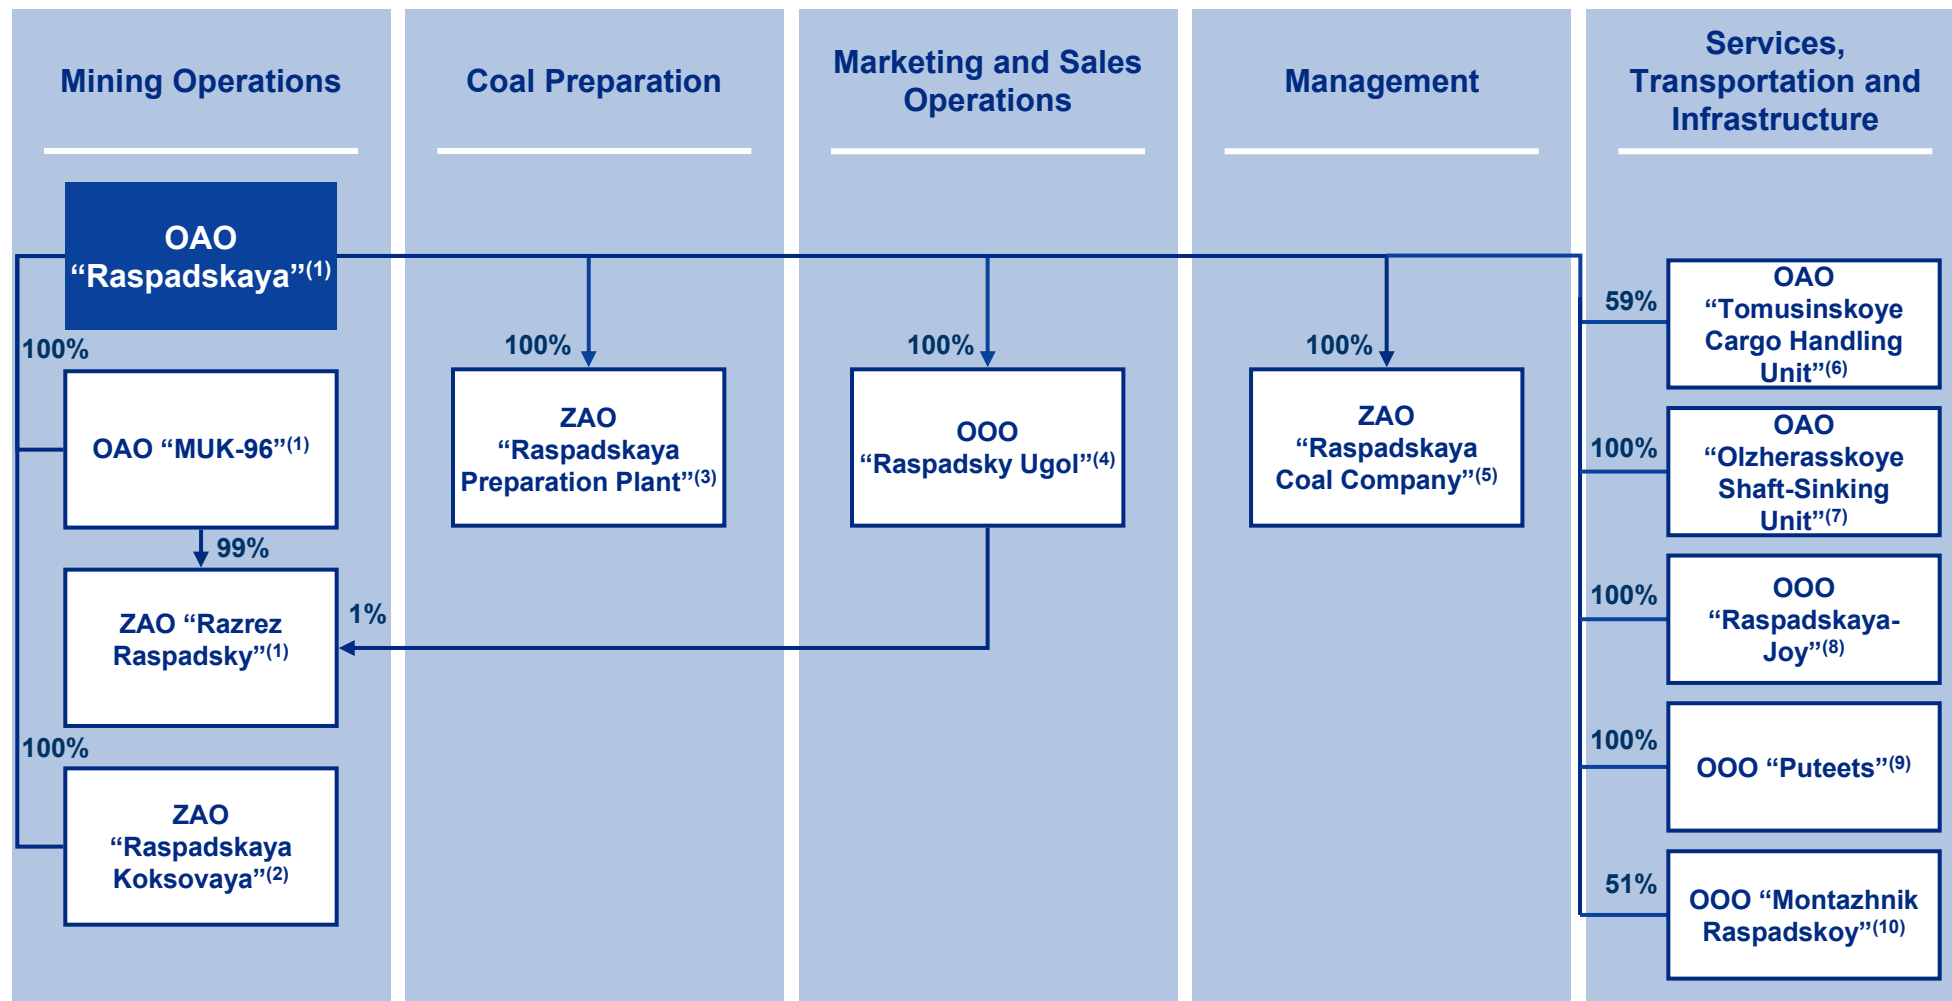 Mining Operations
Coal Preparation
Marketing and Sales
Operations
Management
Services,
Transportation and
Infrastructure
OAO
“Raspadskaya”(1)
100%
OAO “MUK-96”(1)
99%
ZAO “Razrez
Raspadsky”(1)
1%
100%
ZAO
“Raspadskaya
Koksovaya”(2)
100%
ZAO
“Raspadskaya
Preparation Plant”(3)
100%
OOO
“Raspadsky Ugol”(4)
100%
ZAO
“Raspadskaya
Coal Company”(5)
59%
OAO
“Tomusinskoye
Cargo Handling
Unit”(6)
100%
OAO
“Olzherasskoye
Shaft-Sinking
Unit”(7)
100%
OOO
“Raspadskaya-
Joy”(8)
100%
OOO “Puteets”(9)
51%
OOO “Montazhnik
Raspadskoy”(10)